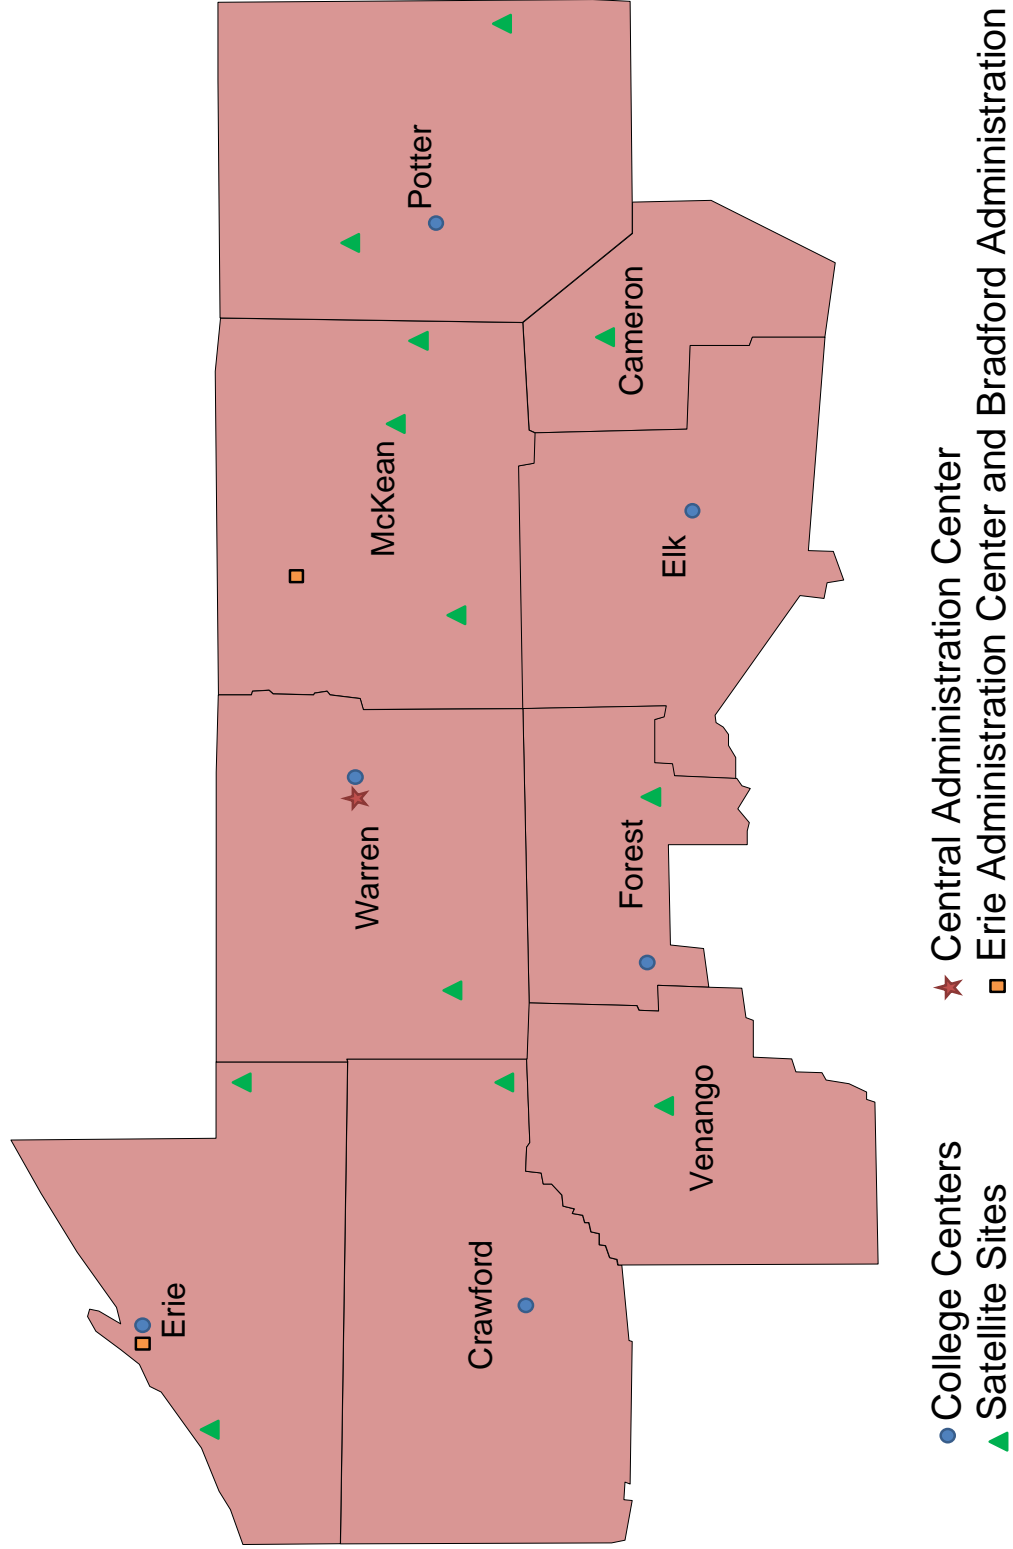 Erie
Crawford
Warren
McKean
Potter
Venango
Forest
Elk
Cameron
College Centers
Satellite Sites
Central Administration Center
Erie Administration Center and Bradford Administration